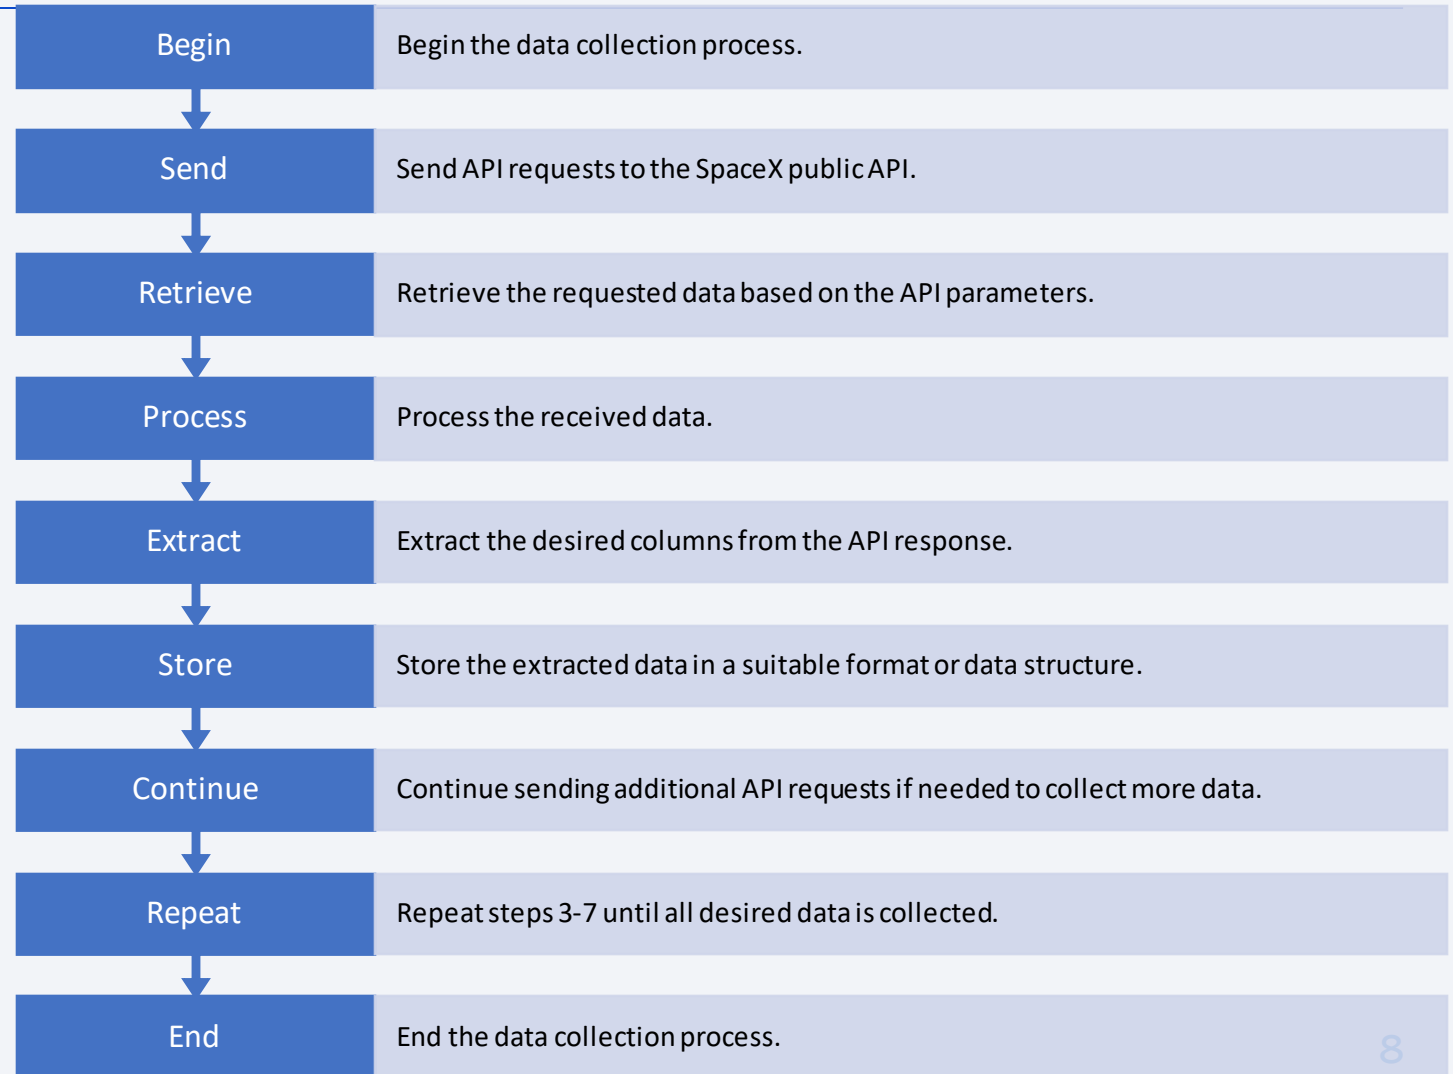 Begin
Begin the data collection process.
Send
Send API requests to the SpaceX public API.
Retrieve
Retrieve the requested data based on the API parameters.
Process
Process the received data.
Extract
Extract the desired columns from the API response.
Store
Store the extracted data in a suitable format or data structure.
Continue
Continue sending additional API requests if needed to collect more data.
Repeat
Repeat steps 3-7 until all desired data is collected.
End
End the data collection process.
8